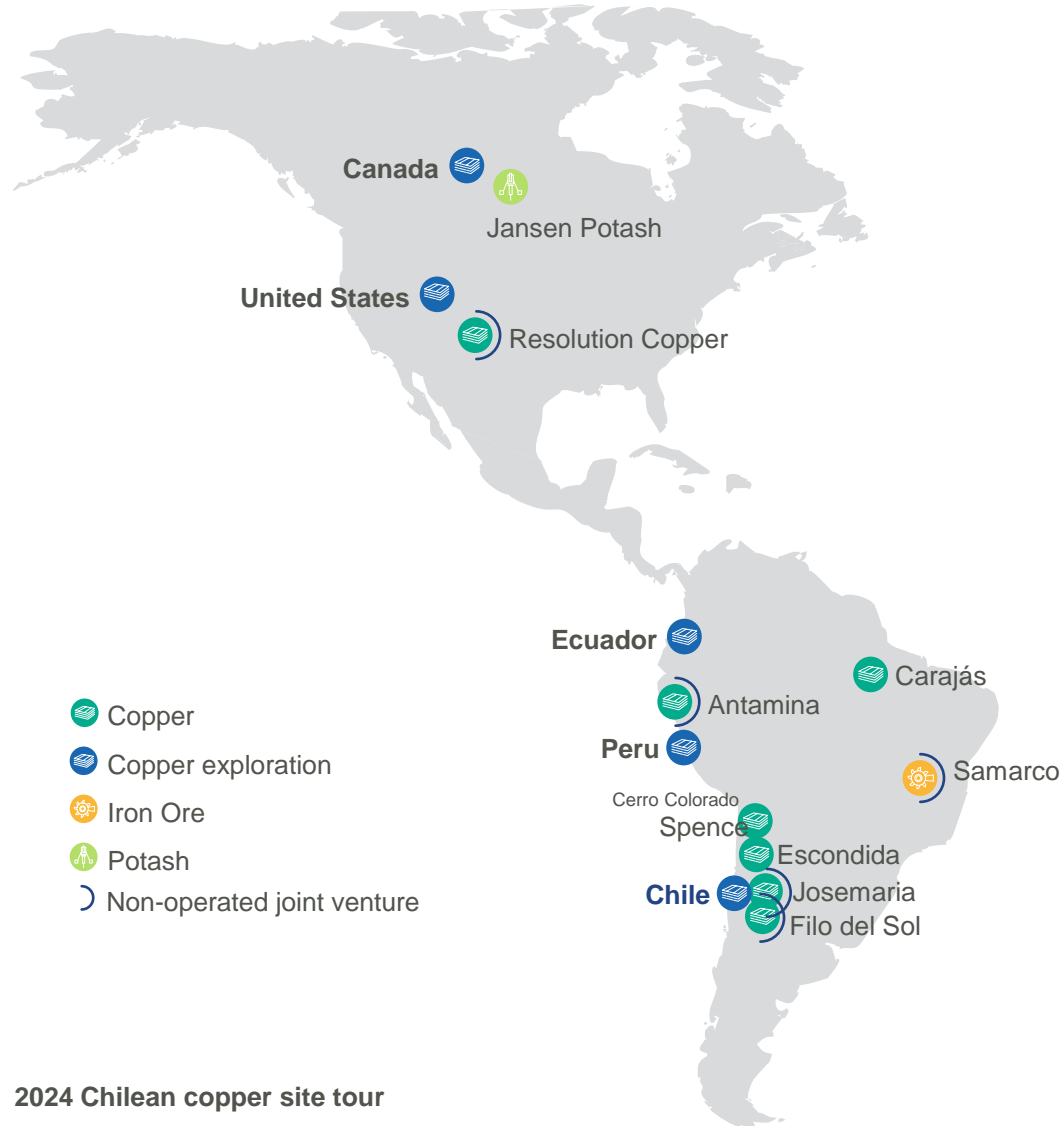 Canada
Jansen Potash
United States
Resolution Copper
Ecuador
Carajás
Antamina
Peru
Samarco
Cerro Colorado
Spence
Escondida
Chile
Josemaria
Filo del Sol
Copper
Copper exploration
Iron Ore
Potash
Non-operated joint venture
2024 Chilean copper site tour